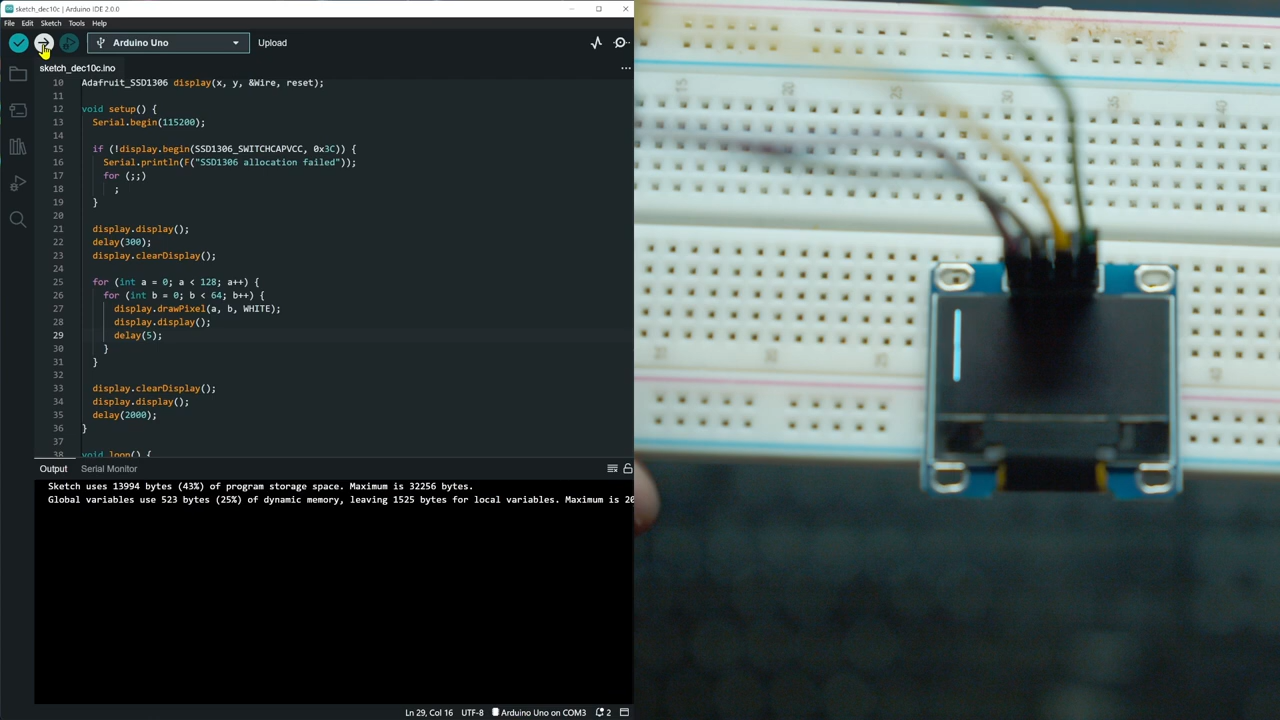 sketch_dec10c | Arduino IDE 2.0.0
File Edit Sketch Tools Help
Arduino Uno
Upload
sketch_dec10c.ino
10 Adafruit_SSD1306 display(x, y, &Wire, reset);
11
12 void setup() {
13 Serial.begin(115200);
14
15 if (!display.begin(SSD1306_SWITCHCAPVCC, 0x3C)) {
16 Serial.println(F("SSD1306 allocation failed"));
17 for (;;)
18 ;
19 }
20
21 display.display();
22 delay(300);
23 display.clearDisplay();
24
25 for (int a = 0; a < 128; a++) {
26 for (int b = 0; b < 64; b++) {
27 display.drawPixel(a, b, WHITE);
28 display.display();
29 delay(5);
30 }
31 }
32
33 display.clearDisplay();
34 display.display();
35 delay(2000);
36 }
37
38 void loop() {
Output Serial Monitor
Sketch uses 13994 bytes (43%) of program storage space. Maximum is 32256 bytes.
Global variables use 523 bytes (25%) of dynamic memory, leaving 1525 bytes for local variables. Maximum is 20
Ln 29, Col 16 UTF-8 Arduino Uno on COM3 2
15 25 30 35 40